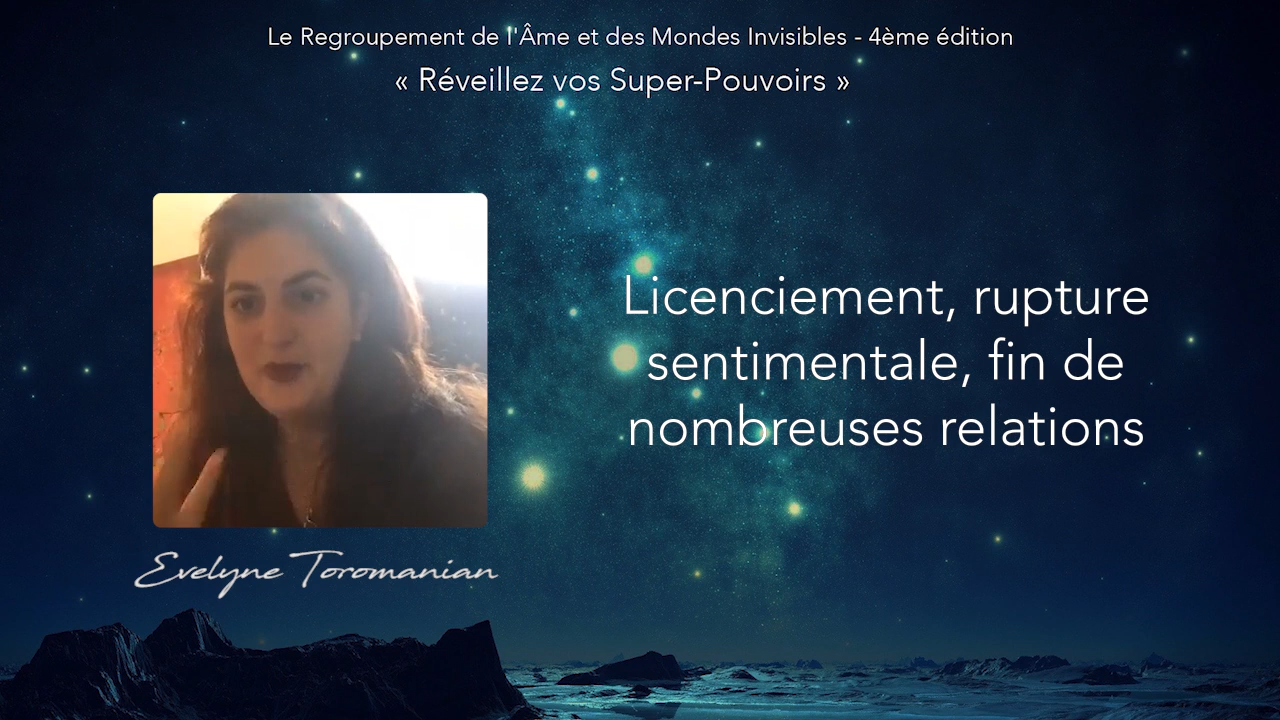 Le Regroupement de l'Âme et des Mondes Invisibles - 4ème édition
« Réveillez vos Super-Pouvoirs »
Licenciement, rupture
sentimentale, fin de
nombreuses relations
Evelyne Toromanian